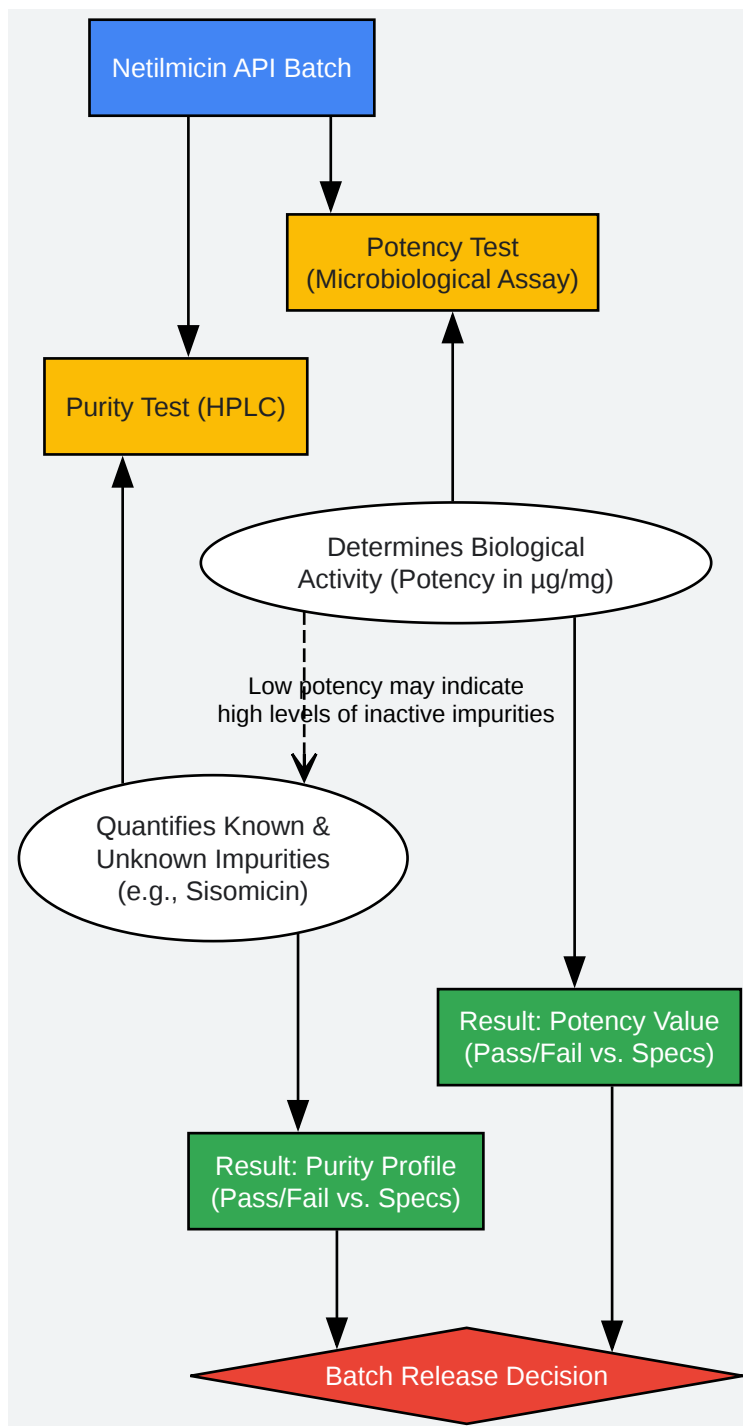 Netilmicin API Batch
Potency Test
(Microbiological Assay)
Purity Test (HPLC)
Determines Biological
Activity (Potency in µg/mg)
Low potency may indicate
high levels of inactive impurities
Quantifies Known &
Unknown Impurities
(e.g., Sisomicin)
Result: Potency Value
(Pass/Fail vs. Specs)
Result: Purity Profile
(Pass/Fail vs. Specs)
Batch Release Decision